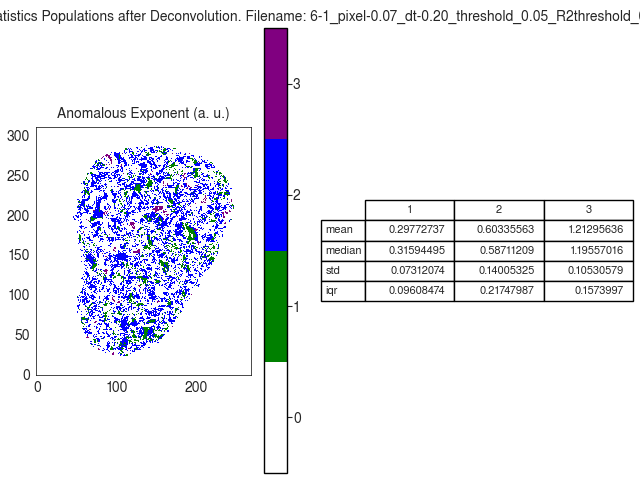 atistics Populations after Deconvolution. Filename: 6-1_pixel-0.07_dt-0.20_threshold_0.05_R2threshold_
Anomalous Exponent (a. u.)
300
250
200
150
100
50
0
0 100 200
3
2
1
0
1 2 3
mean 0.29772737 0.60335563 1.21295636
median 0.31594495 0.58711209 1.19557016
std 0.07312074 0.14005325 0.10530579
iqr 0.09608474 0.21747987 0.1573997